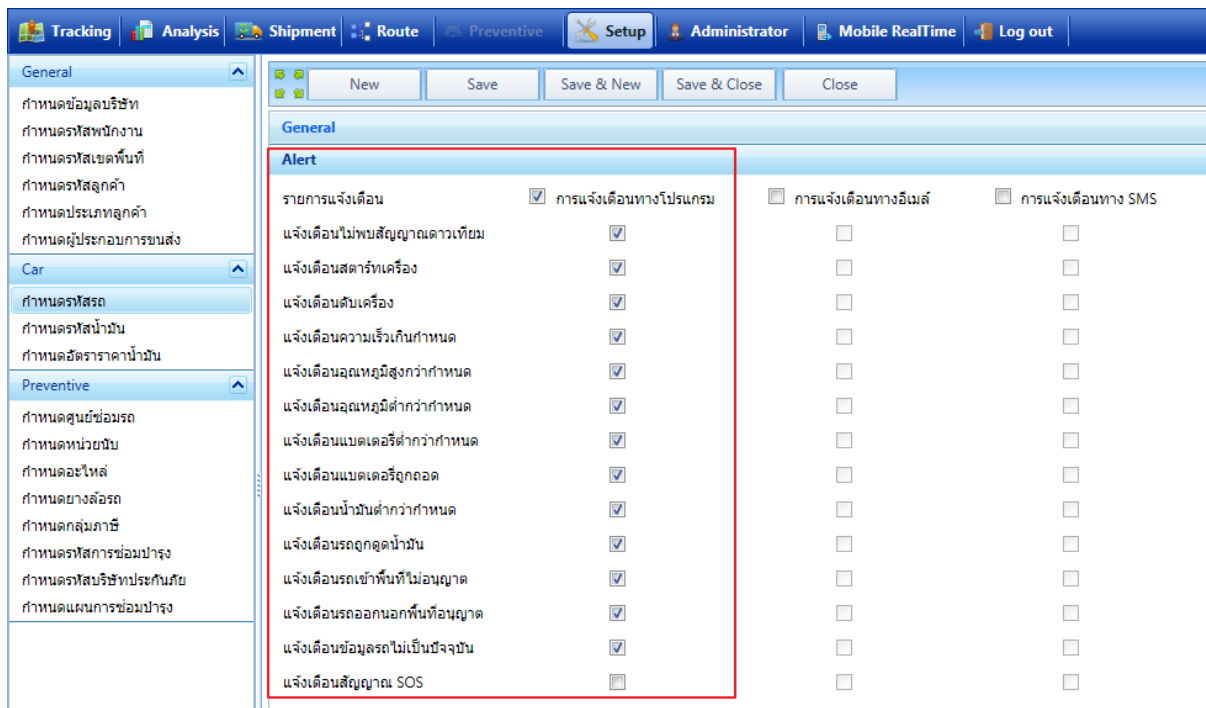 Tracking Analysis Shipment Route Preventive Setup Administrator Mobile RealTime Log out
General
กำหนดข้อมูลบริษัท
กำหนดรหัสพนักงาน
กำหนดรหัสเขตพื้นที่
กำหนดรหัสลูกค้า
กำหนดประเภทลูกค้า
กำหนดผู้ประกอบการขนส่ง
Car
กำหนดรหัสรถ
กำหนดรหัสน้ำมัน
กำหนดอัตราราคาน้ำมัน
Preventive
กำหนดศูนย์ซ่อมรถ
กำหนดหน่วยนับ
กำหนดอะไหล่
กำหนดยางล้อรถ
กำหนดกลุ่มภาษี
กำหนดรหัสการซ่อมบำรุง
กำหนดรหัสบริษัทประกันภัย
กำหนดแผนการซ่อมบำรุง
New Save Save & New Save & Close Close
General
Alert
รายการแจ้งเตือน การแจ้งเตือนทางโปรแกรม การแจ้งเตือนทางอีเมล์ การแจ้งเตือนทาง SMS
แจ้งเตือนไม่พบสัญญาณดาวเทียม
แจ้งเตือนสตาร์ทเครื่อง
แจ้งเตือนดับเครื่อง
แจ้งเตือนความเร็วเกินกำหนด
แจ้งเตือนอุณหภูมิสูงกว่ากำหนด
แจ้งเตือนอุณหภูมิต่ำกว่ากำหนด
แจ้งเตือนแบตเตอรี่ต่ำกว่ากำหนด
แจ้งเตือนแบตเตอรี่ถูกถอด
แจ้งเตือนน้ำมันต่ำกว่ากำหนด
แจ้งเตือนรถถูกดูดน้ำมัน
แจ้งเตือนรถเข้าพื้นที่ไม่อนุญาต
แจ้งเตือนรถออกนอกพื้นที่อนุญาต
แจ้งเตือนข้อมูลรถไม่เป็นปัจจุบัน
แจ้งเตือนสัญญาณ SOS